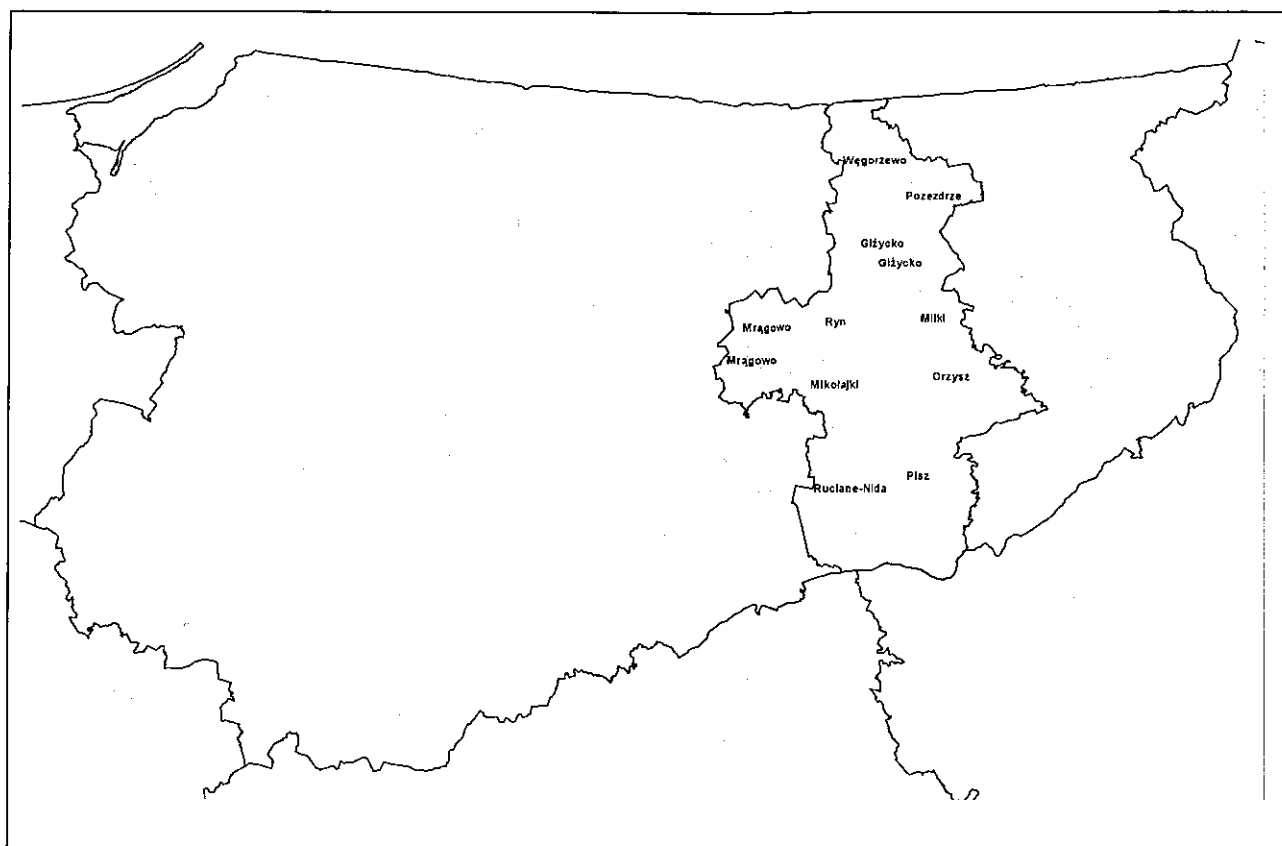 Węgorzewo
Pozezdrze
Giżycko
Giżycko
Mrągowo
Ryn
Miłki
Mrągowo
Mikołajki
Orzysz
Pisz
Ruciane-Nida